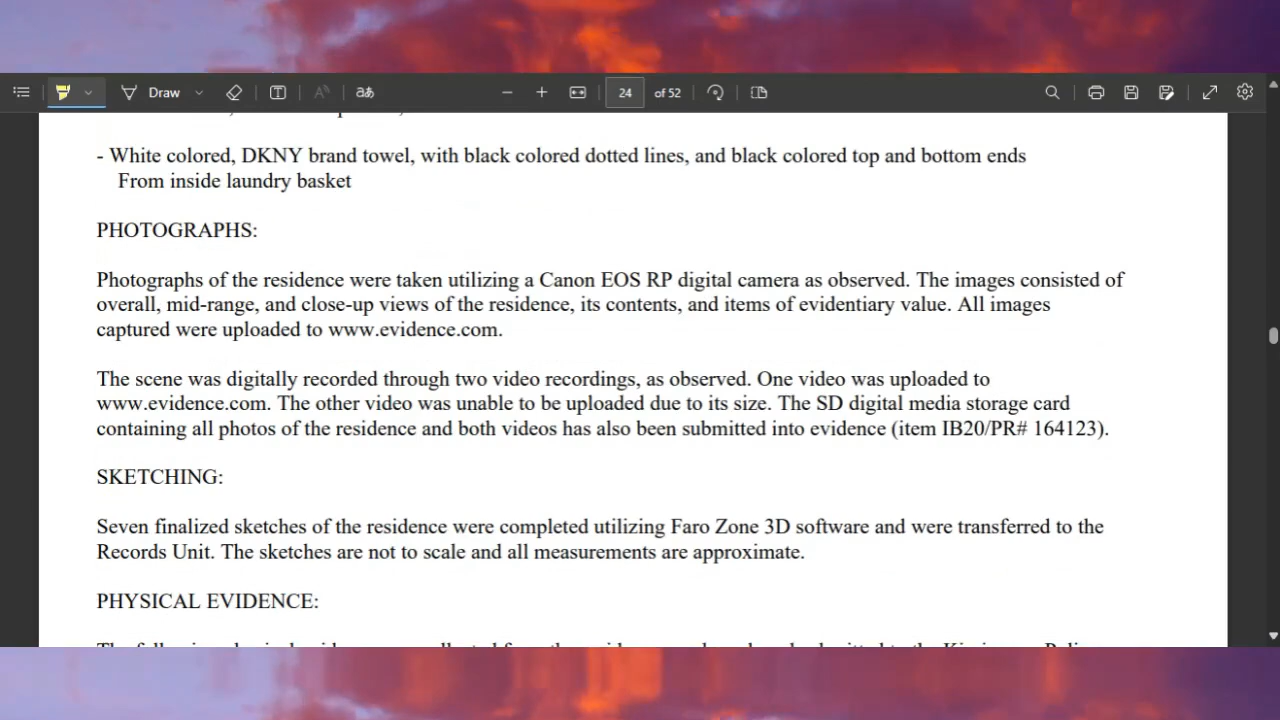 Draw
24 of 52
- White colored, DKNY brand towel, with black colored dotted lines, and black colored top and bottom ends
From inside laundry basket
PHOTOGRAPHS:
Photographs of the residence were taken utilizing a Canon EOS RP digital camera as observed. The images consisted of
overall, mid-range, and close-up views of the residence, its contents, and items of evidentiary value. All images
captured were uploaded to www.evidence.com.
The scene was digitally recorded through two video recordings, as observed. One video was uploaded to
www.evidence.com. The other video was unable to be uploaded due to its size. The SD digital media storage card
containing all photos of the residence and both videos has also been submitted into evidence (item IB20/PR# 164123).
SKETCHING:
Seven finalized sketches of the residence were completed utilizing Faro Zone 3D software and were transferred to the
Records Unit. The sketches are not to scale and all measurements are approximate.
PHYSICAL EVIDENCE: